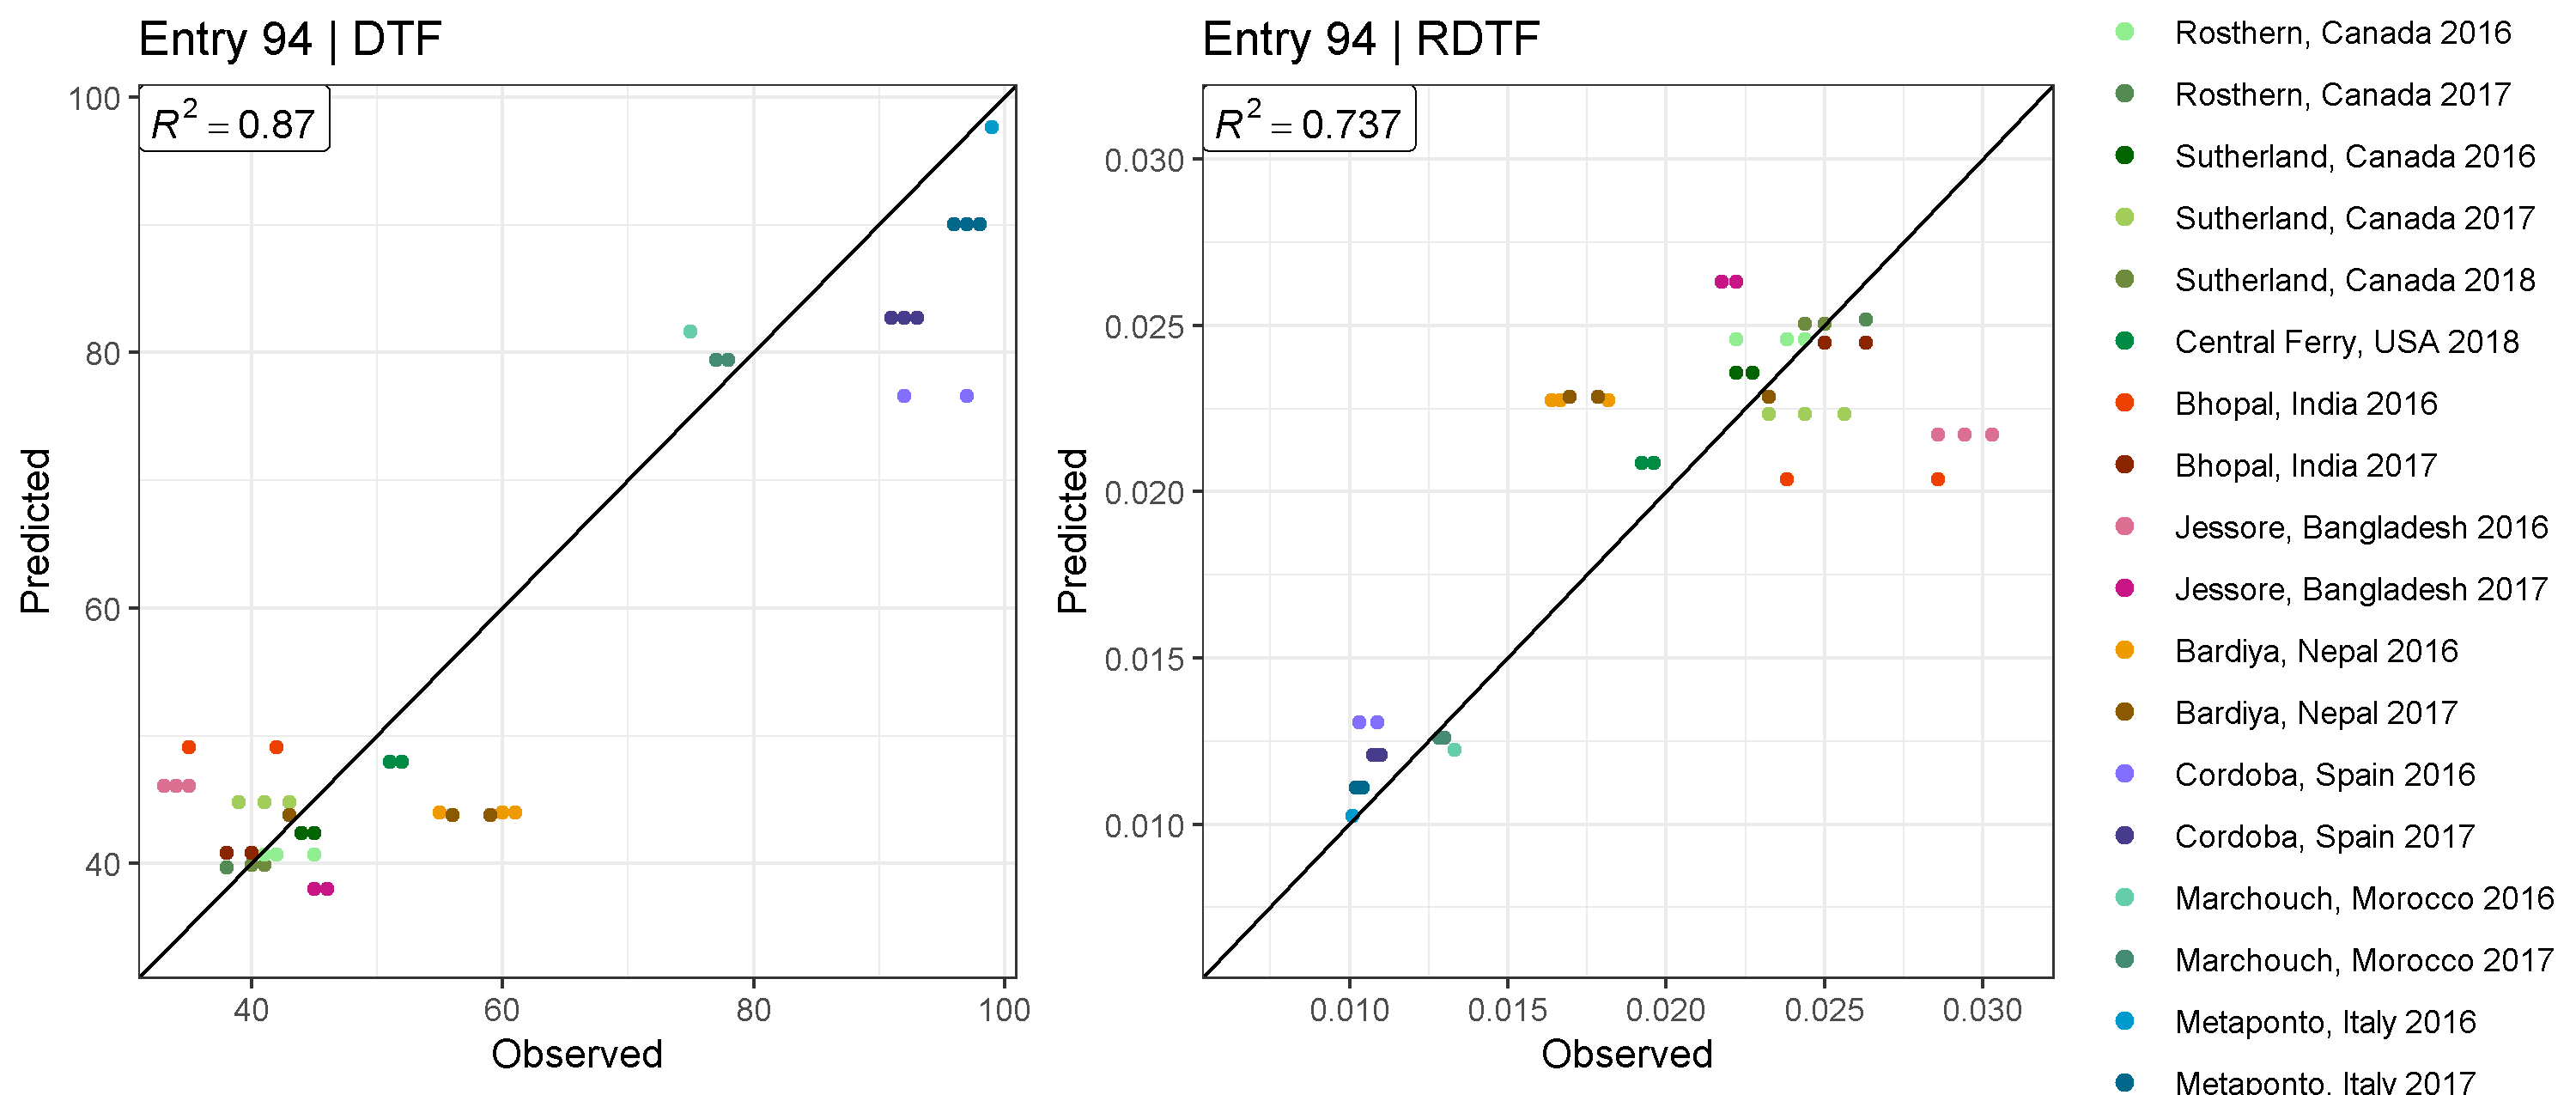 Entry 94 | DTF
R² = 0.87
100
80
60
40
Predicted
40
60
80
100
Observed
Entry 94 | RDTF
R² = 0.737
0.030
0.025
0.020
0.015
0.010
Predicted
0.010
0.015
0.020
0.025
0.030
Observed
Rosthern, Canada 2016
Rosthern, Canada 2017
Sutherland, Canada 2016
Sutherland, Canada 2017
Sutherland, Canada 2018
Central Ferry, USA 2018
Bhopal, India 2016
Bhopal, India 2017
Jessore, Bangladesh 2016
Jessore, Bangladesh 2017
Bardiya, Nepal 2016
Bardiya, Nepal 2017
Cordoba, Spain 2016
Cordoba, Spain 2017
Marchouch, Morocco 2016
Marchouch, Morocco 2017
Metaponto, Italy 2016
Metaponto, Italy 2017